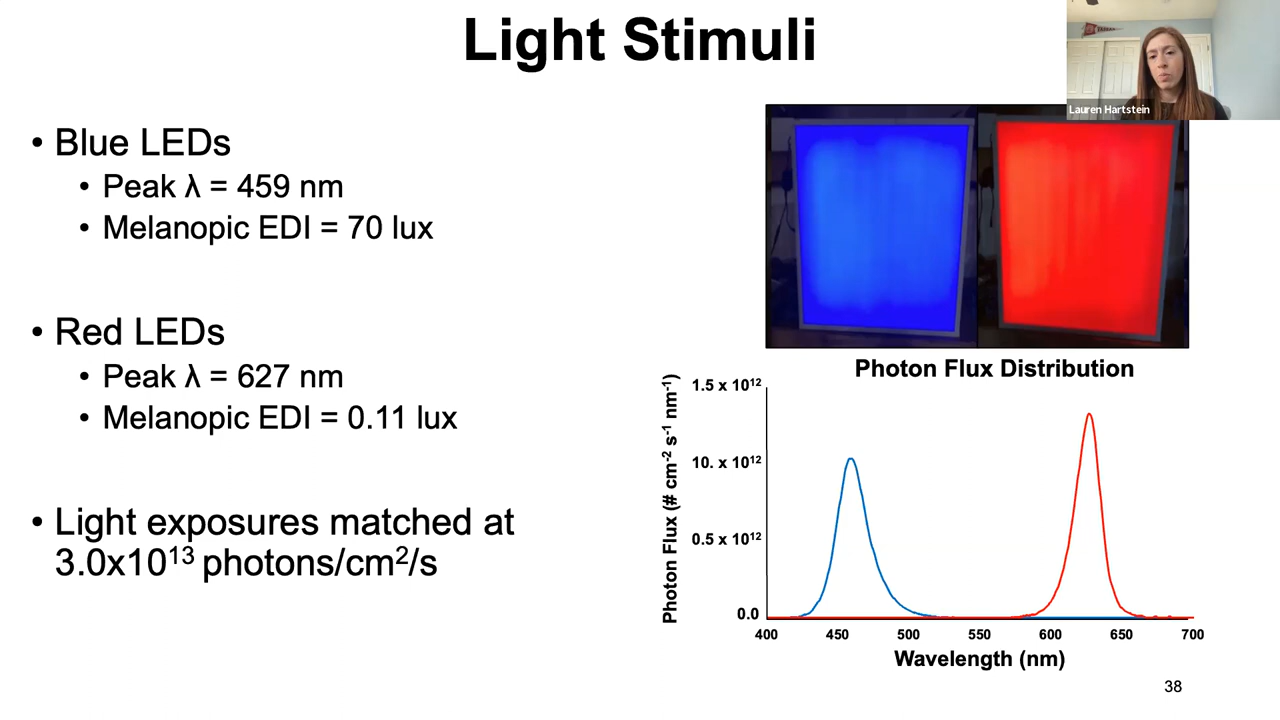 Light Stimuli
Lauren Hartstein
• Blue LEDs
• Peak λ = 459 nm
• Melanopic EDI = 70 lux
• Red LEDs
• Peak λ = 627 nm
• Melanopic EDI = 0.11 lux
• Light exposures matched at
3.0x10¹³ photons/cm²/s
Photon Flux Distribution
Photon Flux (# cm⁻² s⁻¹ nm⁻¹)
1.5 x 10¹²
10. x 10¹²
0.5 x 10¹²
0.0
400 450 500 550 600 650 700
Wavelength (nm)
38